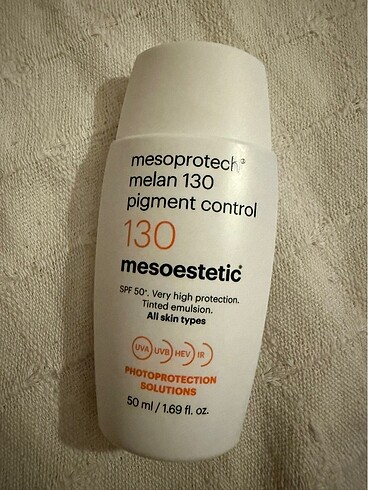 mesoprotech®
melan 130
pigment control
130
mesoestetic®
SPF 50+. Very high protection.
Tinted emulsion.
All skin types
UVA UVB HEV IR
PHOTOPROTECTION
SOLUTIONS
50 ml / 1.69 fl. oz.